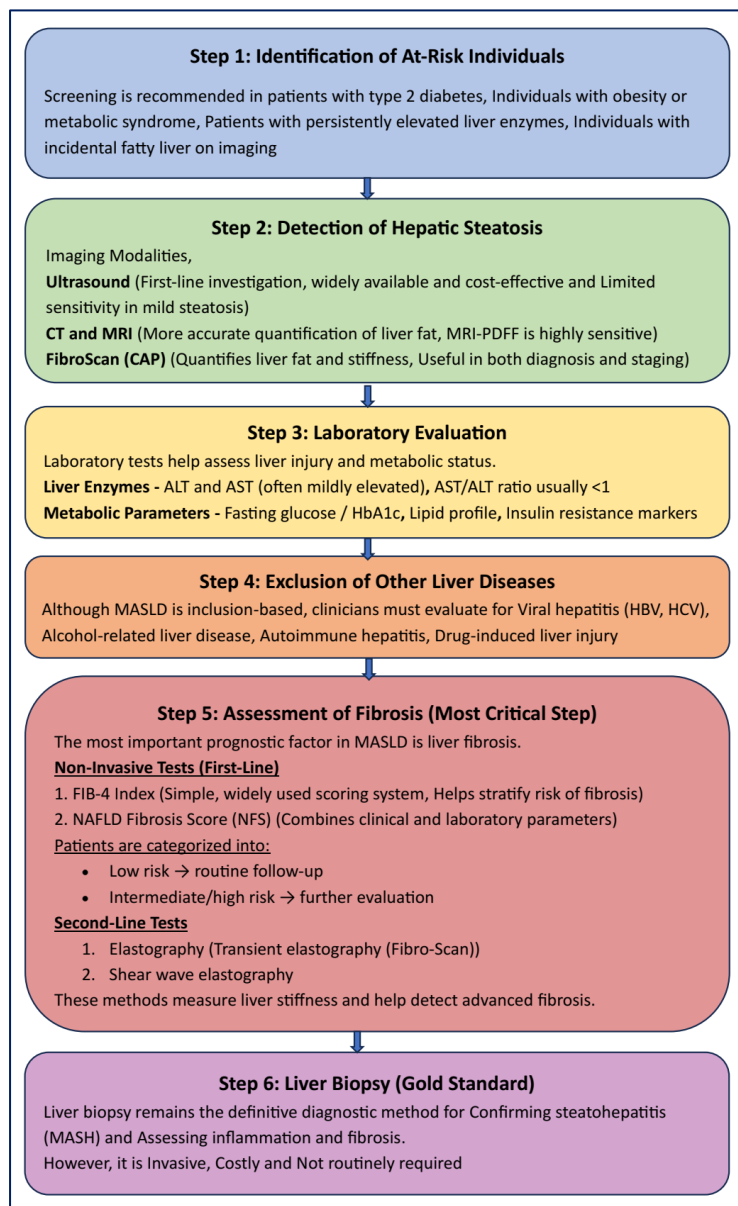 Step 1: Identification of At-Risk Individuals
Screening is recommended in patients with type 2 diabetes, Individuals with obesity or
metabolic syndrome, Patients with persistently elevated liver enzymes, Individuals with
incidental fatty liver on imaging
Step 2: Detection of Hepatic Steatosis
Imaging Modalities,
Ultrasound (First-line investigation, widely available and cost-effective and Limited
sensitivity in mild steatosis)
CT and MRI (More accurate quantification of liver fat, MRI-PDFF is highly sensitive)
FibroScan (CAP) (Quantifies liver fat and stiffness, Useful in both diagnosis and staging)
Step 3: Laboratory Evaluation
Laboratory tests help assess liver injury and metabolic status.
Liver Enzymes - ALT and AST (often mildly elevated), AST/ALT ratio usually <1
Metabolic Parameters - Fasting glucose / HbA1c, Lipid profile, Insulin resistance markers
Step 4: Exclusion of Other Liver Diseases
Although MASLD is inclusion-based, clinicians must evaluate for Viral hepatitis (HBV, HCV),
Alcohol-related liver disease, Autoimmune hepatitis, Drug-induced liver injury
Step 5: Assessment of Fibrosis (Most Critical Step)
The most important prognostic factor in MASLD is liver fibrosis.
Non-Invasive Tests (First-Line)
1. FIB-4 Index (Simple, widely used scoring system, Helps stratify risk of fibrosis)
2. NAFLD Fibrosis Score (NFS) (Combines clinical and laboratory parameters)
Patients are categorized into:
• Low risk → routine follow-up
• Intermediate/high risk → further evaluation
Second-Line Tests
1. Elastography (Transient elastography (Fibro-Scan))
2. Shear wave elastography
These methods measure liver stiffness and help detect advanced fibrosis.
Step 6: Liver Biopsy (Gold Standard)
Liver biopsy remains the definitive diagnostic method for Confirming steatohepatitis
(MASH) and Assessing inflammation and fibrosis.
However, it is Invasive, Costly and Not routinely required